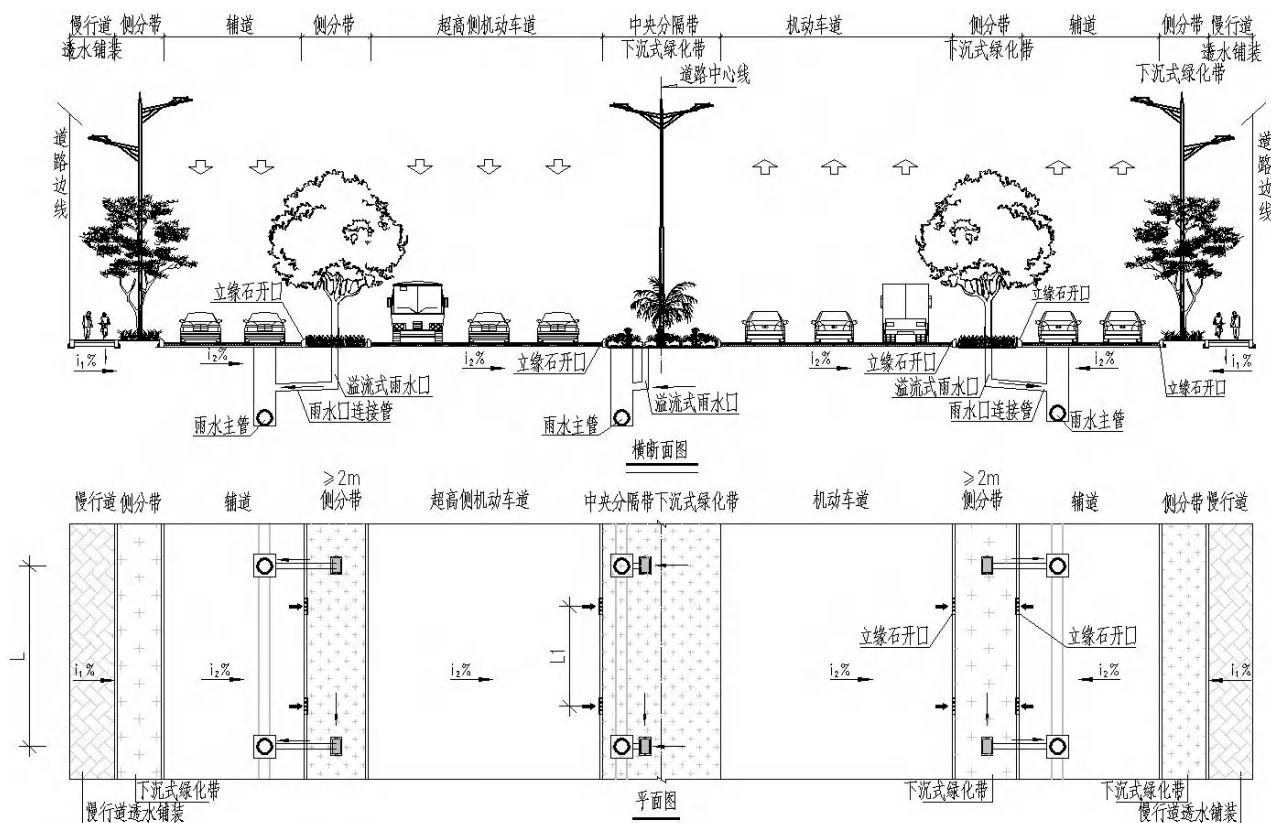 慢行道 侧分带 辅道 侧分带 超高侧机动车道 中央分隔带 机动车道 侧分带 辅道 侧分带 慢行道
透水铺装 下沉式绿化带 下沉式绿化带 透水铺装
道路中心线 下沉式绿化带
道路边线 道路边线
立缘石开口 立缘石开口
i₁% i₂% i₂% 立缘石开口 i₂% 立缘石开口 i₂% i₁%
溢流式雨水口 溢流式雨水口 溢流式雨水口 立缘石开口
雨水口连接管 雨水口连接管
雨水主管 雨水主管 雨水主管
横断面图
≥2m ≥2m
慢行道 侧分带 辅道 侧分带 超高侧机动车道 中央分隔带下沉式绿化带 机动车道 侧分带 辅道 侧分带 慢行道
立缘石开口 立缘石开口
L L1
i₁% i₂% i₂% i₂% i₂% i₁%
下沉式绿化带 下沉式绿化带 下沉式绿化带
慢行道透水铺装 平面图 慢行道透水铺装